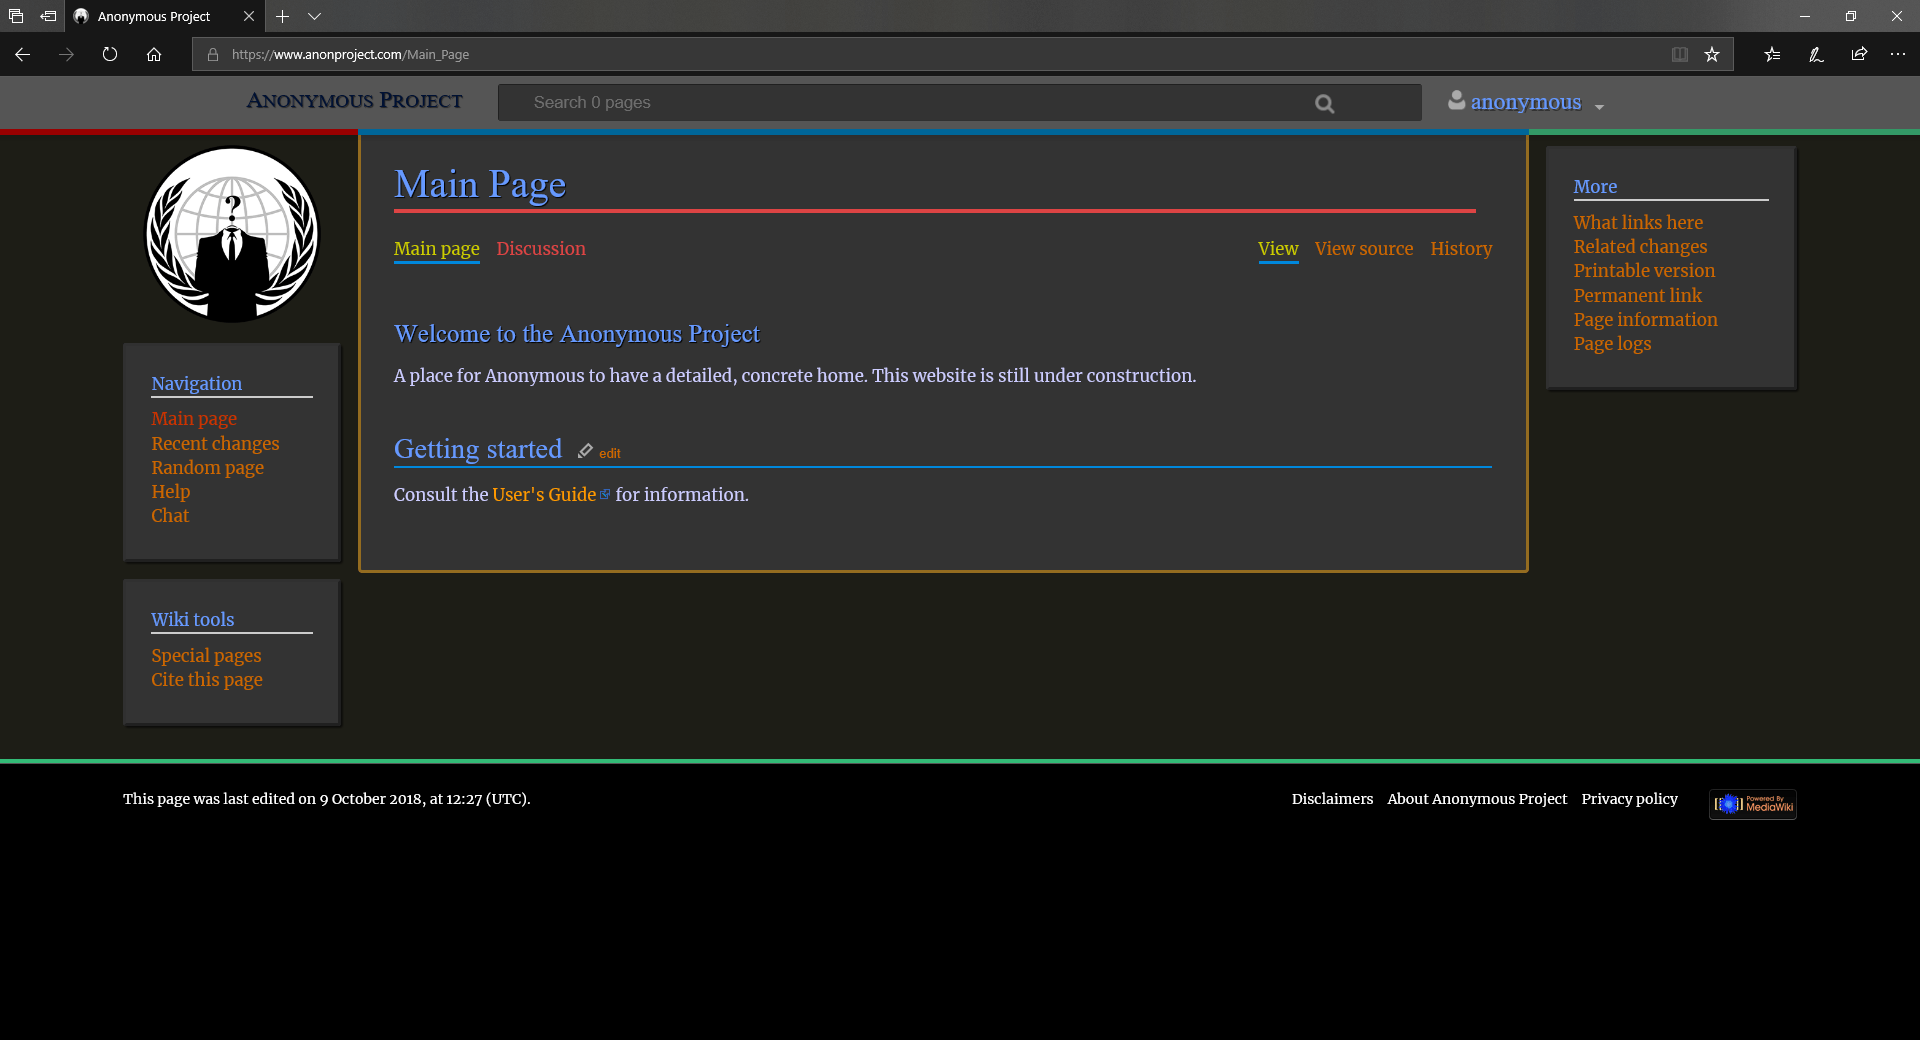 Anonymous Project
https://www.anonproject.com/Main_Page
Anonymous Project
Search 0 pages
anonymous
?
Main Page
Main page Discussion
View View source History
Welcome to the Anonymous Project
A place for Anonymous to have a detailed, concrete home. This website is still under construction.
Getting started edit
Consult the User's Guide for information.
Navigation
Main page
Recent changes
Random page
Help
Chat
Wiki tools
Special pages
Cite this page
More
What links here
Related changes
Printable version
Permanent link
Page information
Page logs
This page was last edited on 9 October 2018, at 12:27 (UTC).
Disclaimers About Anonymous Project Privacy policy
Powered By
MediaWiki